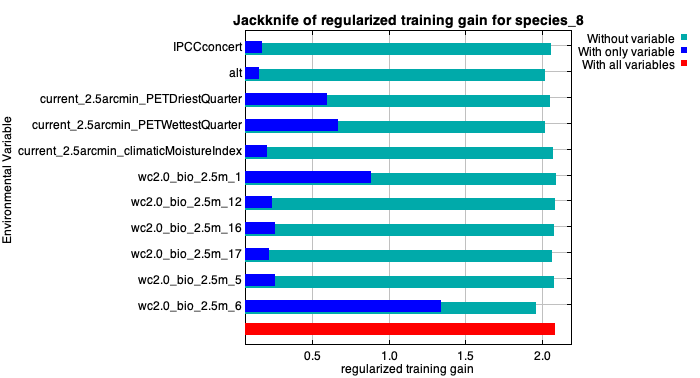 Jackknife of regularized training gain for species_8
Without variable
With only variable
With all variables
Environmental Variable
IPCCconcert
alt
current_2.5arcmin_PETDriestQuarter
current_2.5arcmin_PETWettestQuarter
current_2.5arcmin_climaticMoistureIndex
wc2.0_bio_2.5m_1
wc2.0_bio_2.5m_12
wc2.0_bio_2.5m_16
wc2.0_bio_2.5m_17
wc2.0_bio_2.5m_5
wc2.0_bio_2.5m_6
0.5 1.0 1.5 2.0
regularized training gain